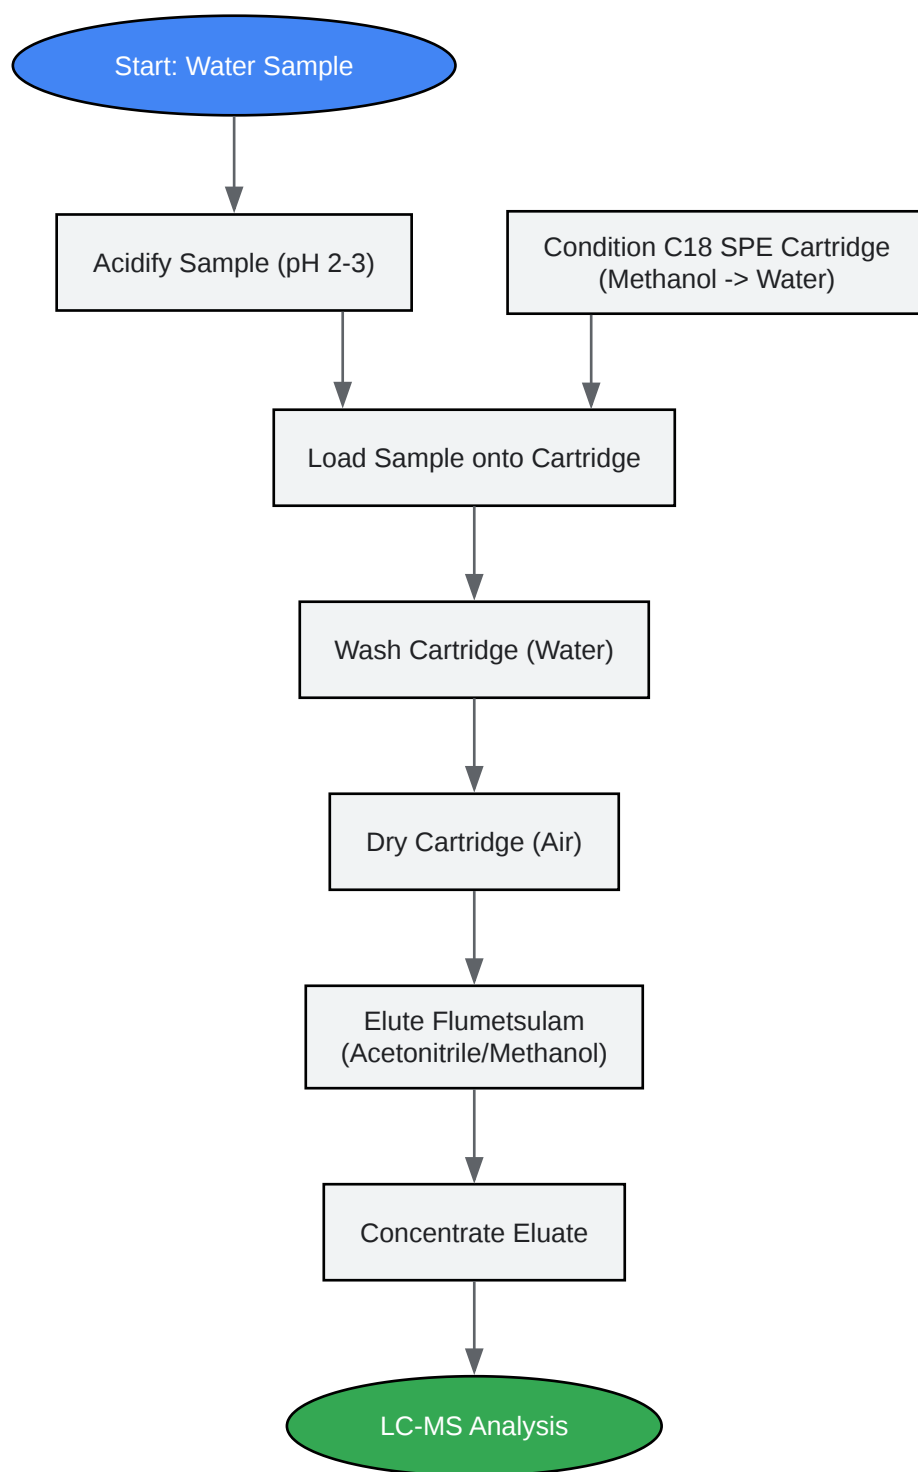 Start: Water Sample
Acidify Sample (pH 2-3)
Condition C18 SPE Cartridge
(Methanol -> Water)
Load Sample onto Cartridge
Wash Cartridge (Water)
Dry Cartridge (Air)
Elute Flumetsulam
(Acetonitrile/Methanol)
Concentrate Eluate
LC-MS Analysis